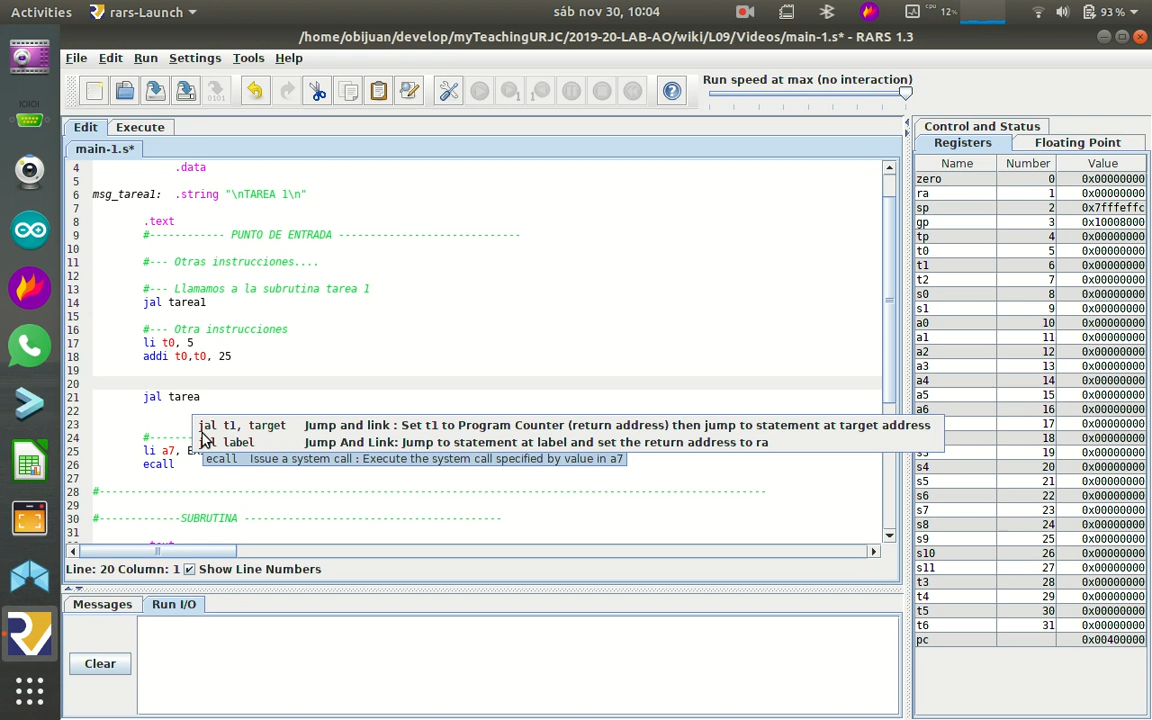 Activities rars-Launch sáb nov 30, 10:04 cpu 12% 93 %
/home/obijuan/develop/myTeachingURJC/2019-20-LAB-AO/wiki/L09/Videos/main-1.s* - RARS 1.3
File Edit Run Settings Tools Help
Run speed at max (no interaction)
Edit Execute
main-1.s*
4 .data
5
6 msg_tarea1: .string "\nTAREA 1\n"
7
8 .text
9 #------------ PUNTO DE ENTRADA ----------------------------
10
11 #--- Otras instrucciones....
12
13 #--- Llamamos a la subrutina tarea 1
14 jal tarea1
15
16 #--- Otra instrucciones
17 li t0, 5
18 addi t0,t0, 25
19
20
21 jal tarea
22
23
24 #-----
25 li a7, E
26 ecall
27
28 #-------------------------------------------------------------------------------------
29
30 #------------SUBRUTINA ---------------------------------
31
jal t1, target Jump and link : Set t1 to Program Counter (return address) then jump to statement at target address
jal label Jump And Link: Jump to statement at label and set the return address to ra
ecall Issue a system call : Execute the system call specified by value in a7
Line: 20 Column: 1 Show Line Numbers
Messages Run I/O
Clear
Control and Status
Registers Floating Point
Name Number Value
zero 0 0x00000000
ra 1 0x00000000
sp 2 0x7fffeffc
gp 3 0x10008000
tp 4 0x00000000
t0 5 0x00000000
t1 6 0x00000000
t2 7 0x00000000
s0 8 0x00000000
s1 9 0x00000000
a0 10 0x00000000
a1 11 0x00000000
a2 12 0x00000000
a3 13 0x00000000
a4 14 0x00000000
a5 15 0x00000000
a6 16 0x00000000
17 0x00000000
18 0x00000000
s3 19 0x00000000
s4 20 0x00000000
s5 21 0x00000000
s6 22 0x00000000
s7 23 0x00000000
s8 24 0x00000000
s9 25 0x00000000
s10 26 0x00000000
s11 27 0x00000000
t3 28 0x00000000
t4 29 0x00000000
t5 30 0x00000000
t6 31 0x00000000
pc 0x00400000